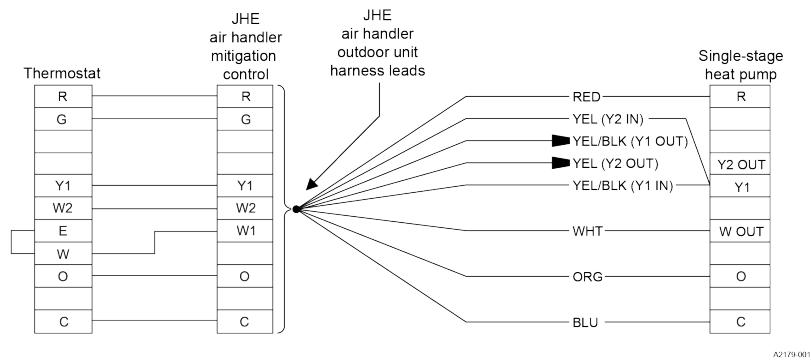 JHE
air handler
outdoor unit
harness leads
JHE
air handler
mitigation
control
Thermostat
Single-stage
heat pump
R
R
RED
R
G
G
YEL (Y2 IN)
YEL/BLK (Y1 OUT)
YEL (Y2 OUT)
Y2 OUT
Y1
Y1
YEL/BLK (Y1 IN)
Y1
W2
W2
E
W1
WHT
W OUT
W
O
O
ORG
O
C
C
BLU
C
A2179-001